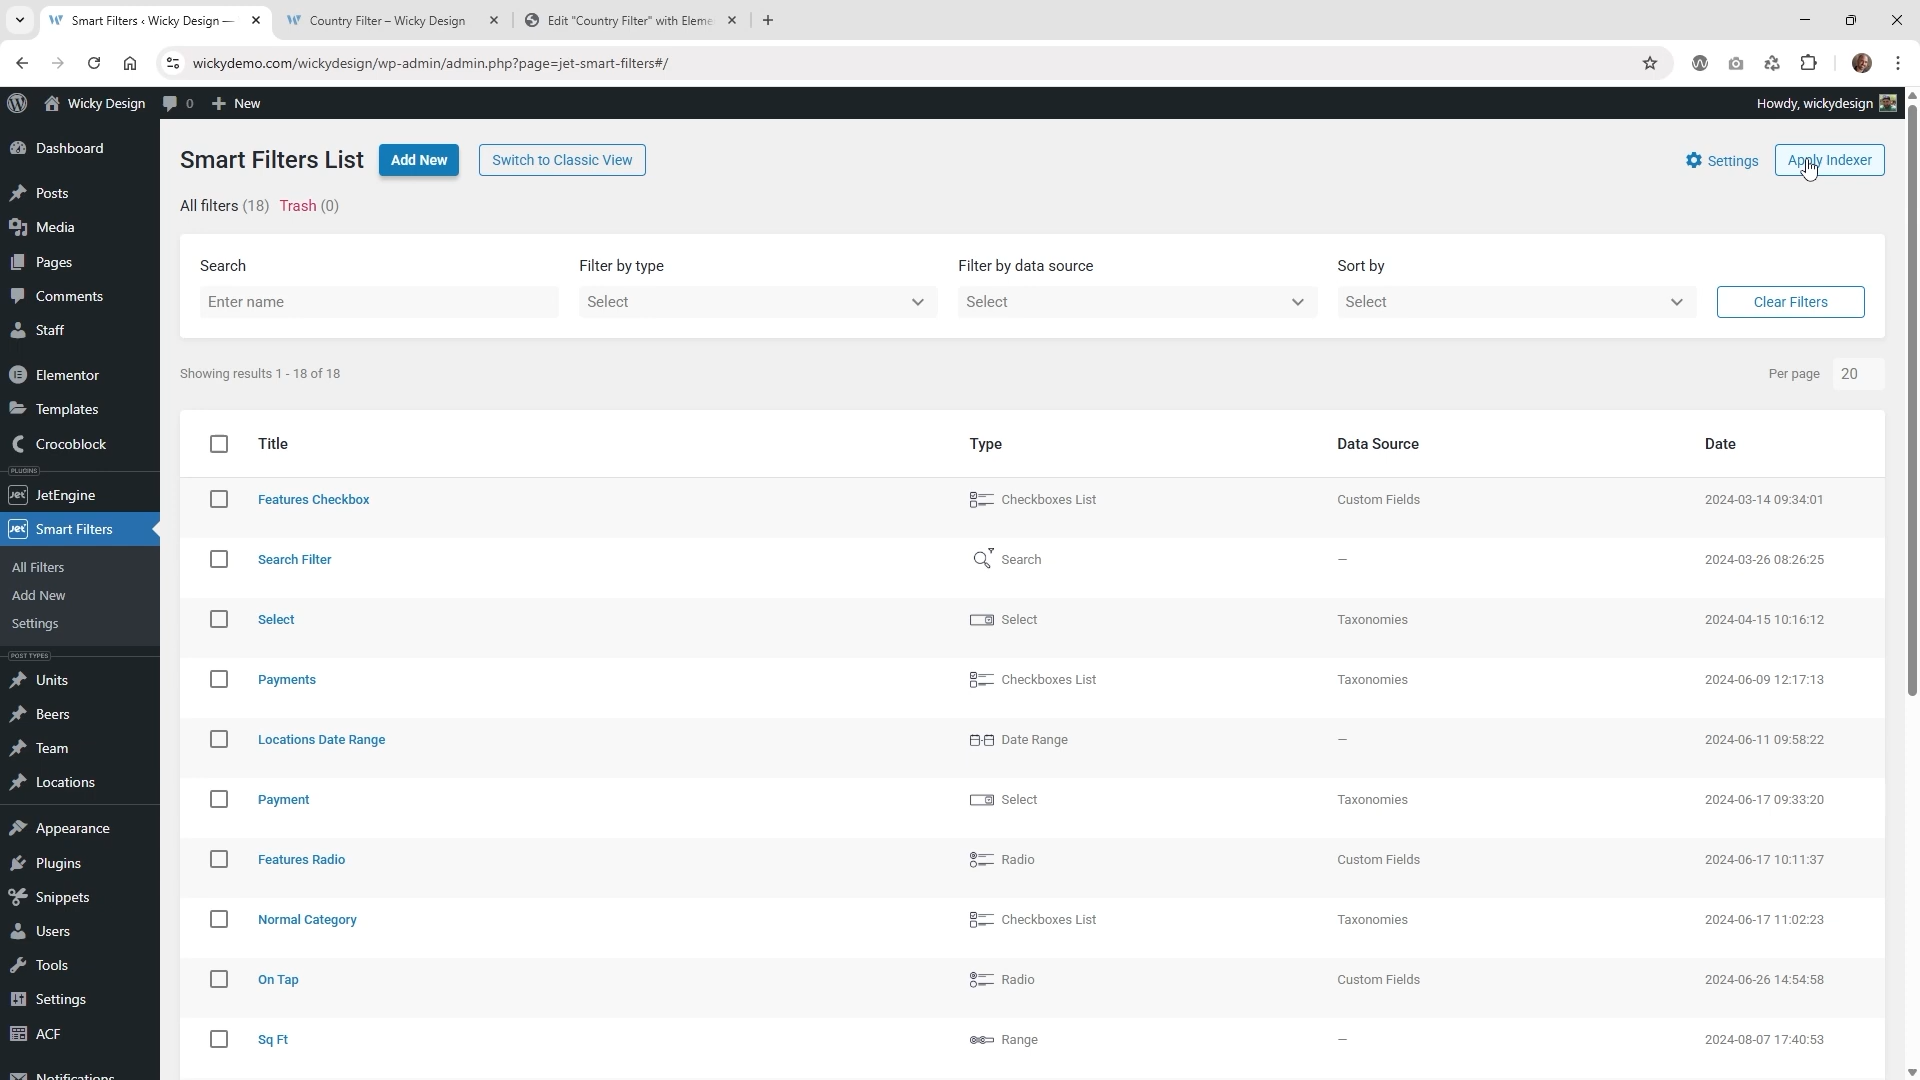 Smart Filters ‹ Wicky Design —
Country Filter – Wicky Design
Edit "Country Filter" with Eleme
wickydemo.com/wickydesign/wp-admin/admin.php?page=jet-smart-filters#/
Wicky Design
0
New
Howdy, wickydesign
Dashboard
Posts
Media
Pages
Comments
Staff
Elementor
Templates
Crocoblock
PLUGINS
Jet JetEngine
Jet Smart Filters
All Filters
Add New
Settings
POST TYPES
Units
Beers
Team
Locations
Appearance
Plugins
Snippets
Users
Tools
Settings
ACF
Notifications
Smart Filters List
Add New
Switch to Classic View
Settings
Apply Indexer
All filters (18) Trash (0)
Search
Filter by type
Filter by data source
Sort by
Enter name
Select
Select
Select
Clear Filters
Showing results 1 - 18 of 18
Per page 20
Title Type Data Source Date
Features Checkbox Checkboxes List Custom Fields 2024-03-14 09:34:01
Search Filter Search – 2024-03-26 08:26:25
Select Select Taxonomies 2024-04-15 10:16:12
Payments Checkboxes List Taxonomies 2024-06-09 12:17:13
Locations Date Range Date Range – 2024-06-11 09:58:22
Payment Select Taxonomies 2024-06-17 09:33:20
Features Radio Radio Custom Fields 2024-06-17 10:11:37
Normal Category Checkboxes List Taxonomies 2024-06-17 11:02:23
On Tap Radio Custom Fields 2024-06-26 14:54:58
Sq Ft Range – 2024-08-07 17:40:53